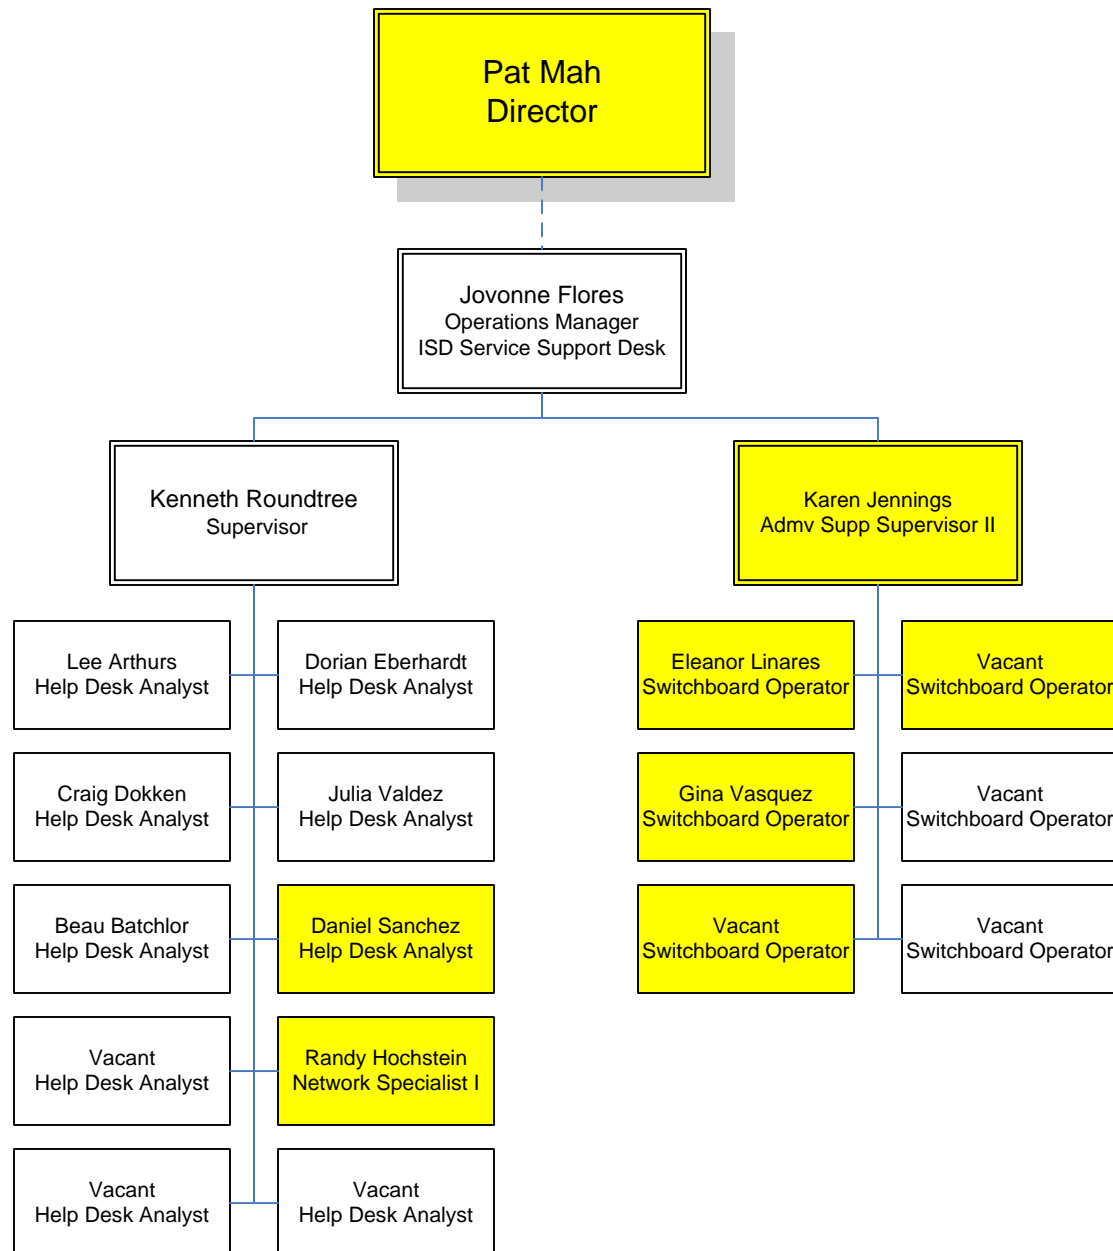 Pat Mah
Director
Jovonne Flores
Operations Manager
ISD Service Support Desk
Kenneth Roundtree
Supervisor
Karen Jennings
Admv Supp Supervisor II
Lee Arthurs
Help Desk Analyst
Dorian Eberhardt
Help Desk Analyst
Eleanor Linares
Switchboard Operator
Vacant
Switchboard Operator
Craig Dokken
Help Desk Analyst
Julia Valdez
Help Desk Analyst
Gina Vasquez
Switchboard Operator
Vacant
Switchboard Operator
Beau Batchlor
Help Desk Analyst
Daniel Sanchez
Help Desk Analyst
Vacant
Switchboard Operator
Vacant
Switchboard Operator
Vacant
Help Desk Analyst
Randy Hochstein
Network Specialist I
Vacant
Help Desk Analyst
Vacant
Help Desk Analyst